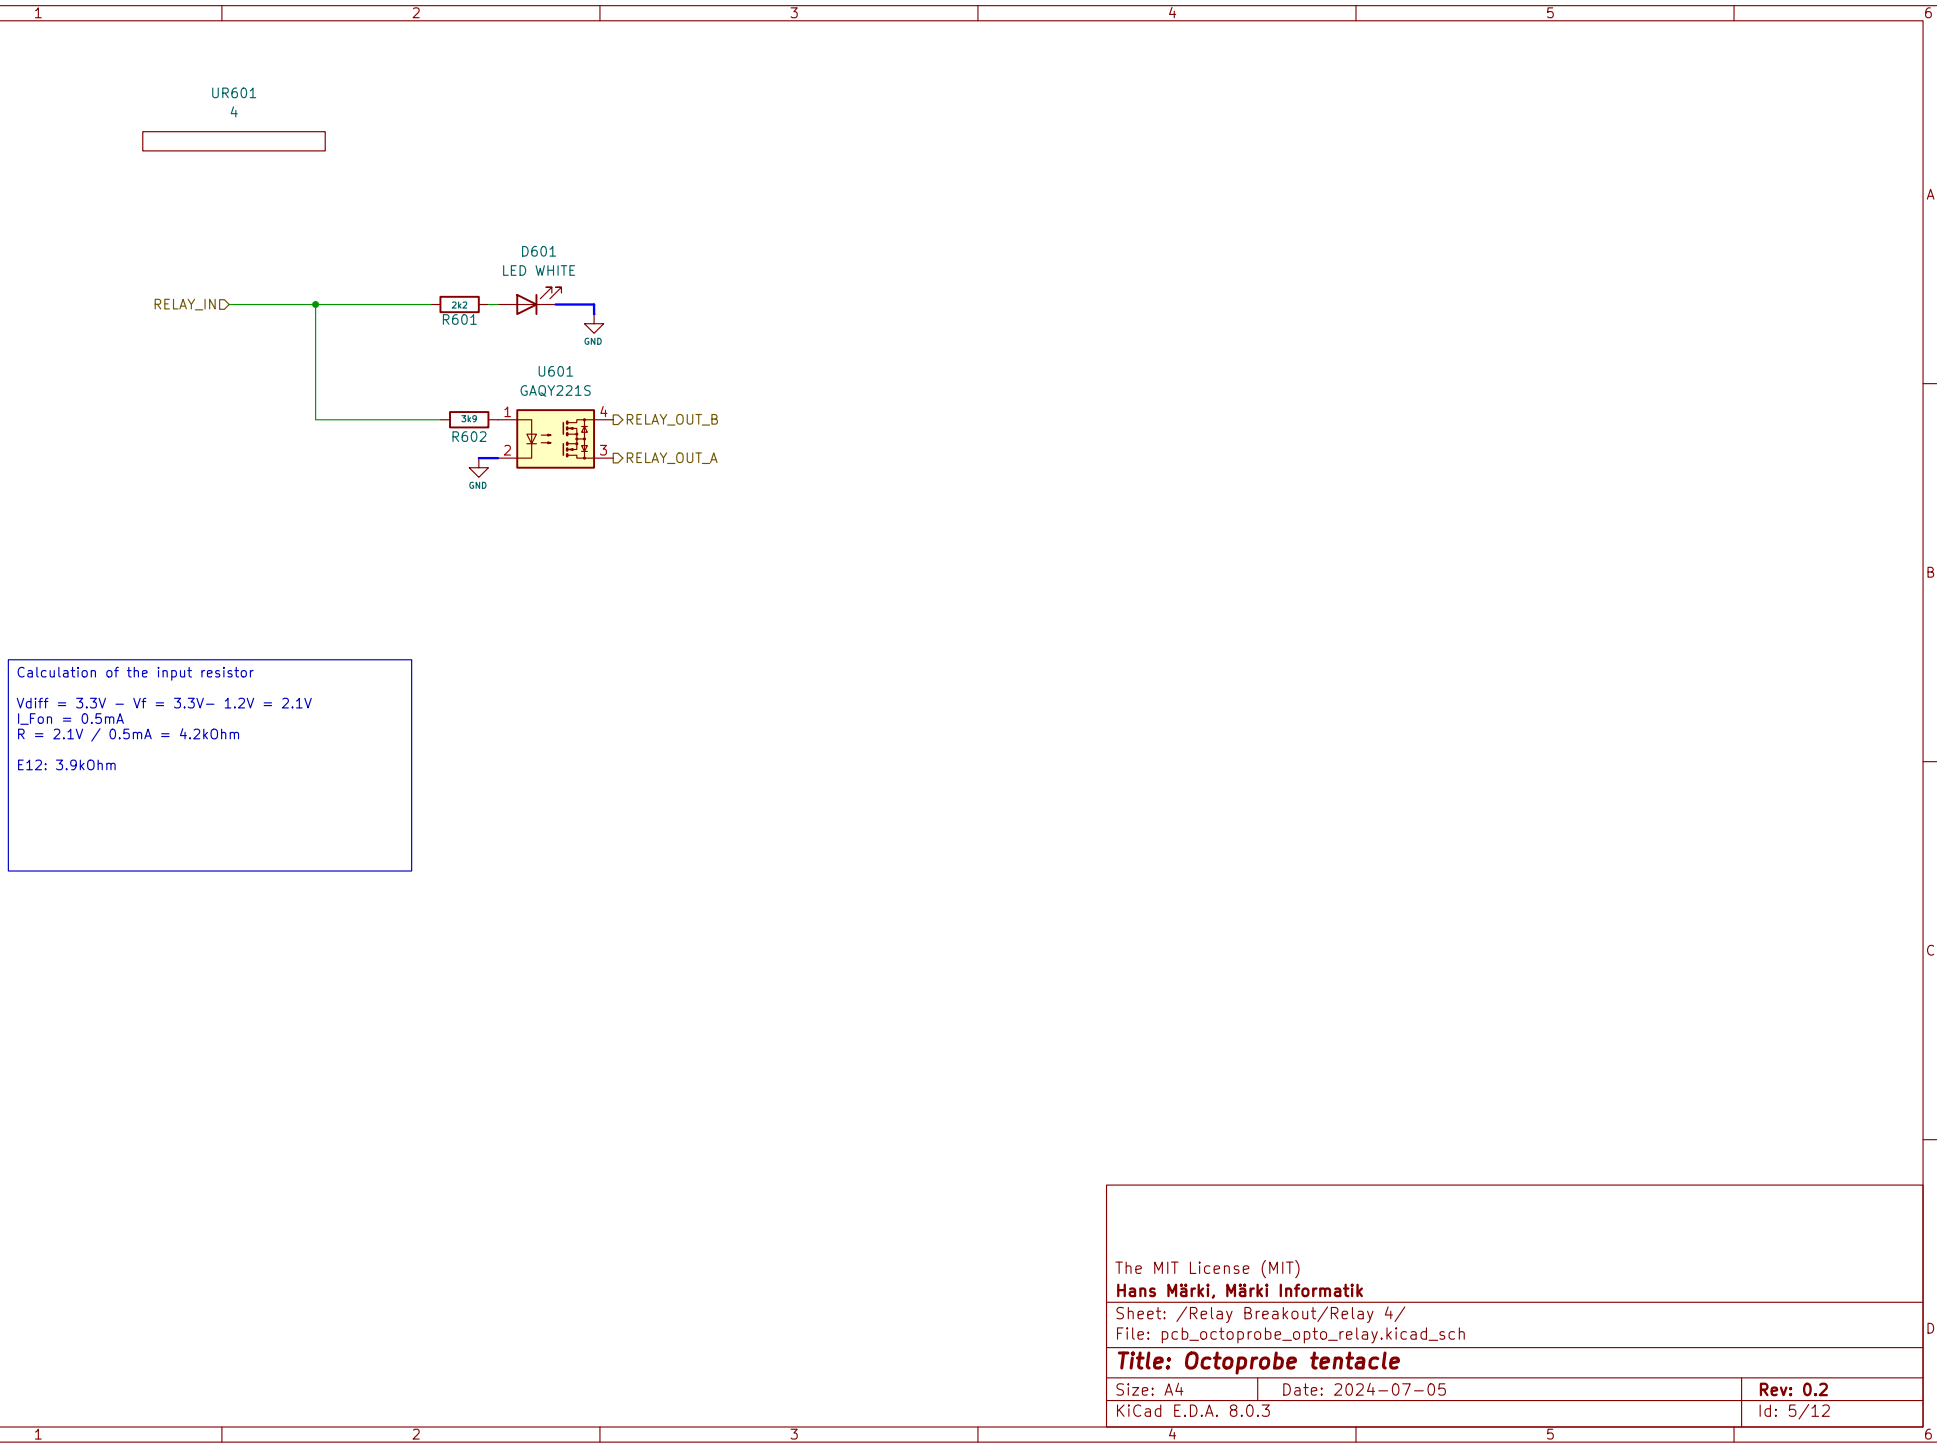 1 2 3 4 5 6
UR601
4
A
D601
LED WHITE
RELAY_IN
2k2
R601
GND
U601
GAQY221S
1
4
RELAY_OUT_B
3k9
R602
2
3
RELAY_OUT_A
GND
B
Calculation of the input resistor
Vdiff = 3.3V - Vf = 3.3V- 1.2V = 2.1V
I_Fon = 0.5mA
R = 2.1V / 0.5mA = 4.2kOhm
E12: 3.9kOhm
C
The MIT License (MIT)
Hans Märki, Märki Informatik
Sheet: /Relay Breakout/Relay 4/
File: pcb_octoprobe_opto_relay.kicad_sch
D
Title: Octoprobe tentacle
Size: A4 Date: 2024-07-05 Rev: 0.2
KiCad E.D.A. 8.0.3 Id: 5/12
1 2 3 4 5 6